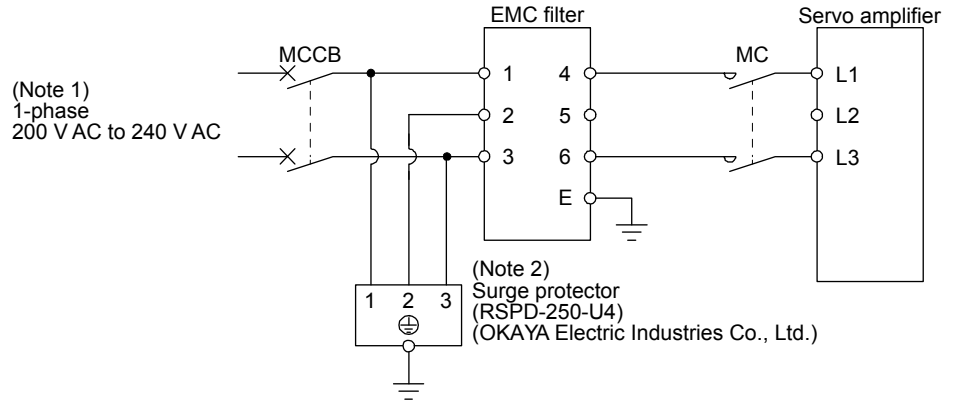 EMC filter
Servo amplifier
MCCB
MC
(Note 1)
1-phase
200 V AC to 240 V AC
1 4
2 5
3 6
E
L1
L2
L3
(Note 2)
Surge protector
(RSPD-250-U4)
(OKAYA Electric Industries Co., Ltd.)
1 2 3